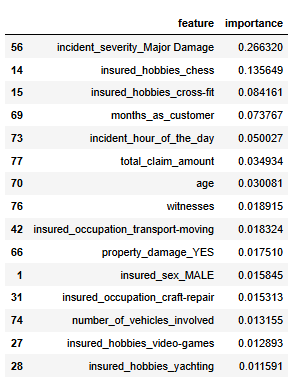 feature importance
56 incident_severity_Major Damage 0.266320
14 insured_hobbies_chess 0.135649
15 insured_hobbies_cross-fit 0.084161
69 months_as_customer 0.073767
73 incident_hour_of_the_day 0.050027
77 total_claim_amount 0.034934
70 age 0.030081
76 witnesses 0.018915
42 insured_occupation_transport-moving 0.018324
66 property_damage_YES 0.017510
1 insured_sex_MALE 0.015845
31 insured_occupation_craft-repair 0.015313
74 number_of_vehicles_involved 0.013155
27 insured_hobbies_video-games 0.012893
28 insured_hobbies_yachting 0.011591